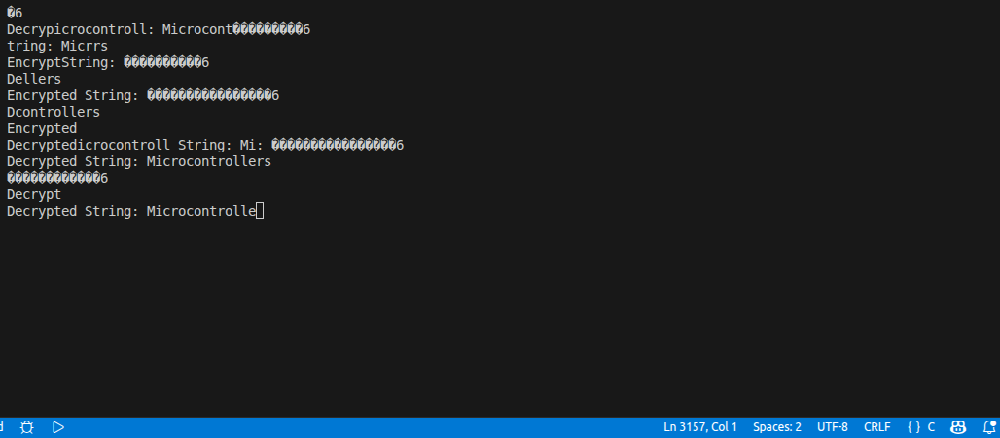 �6
Decrypicrocontroll: Microcont���������6
tring: Micrrs
EncryptString: ����������6
Dellers
Encrypted String: ����������������6
Dcontrollers
Encrypted
Decryptedicrocontroll String: Mi: ����������������6
Decrypted String: Microcontrollers
������������6
Decrypt
Decrypted String: Microcontrolle
d
Ln 3157, Col 1 Spaces: 2 UTF-8 CRLF { } C